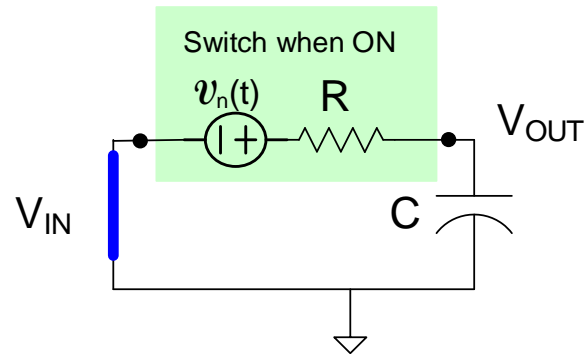 Switch when ON
𝓋n(t)
R
VOUT
VIN
C